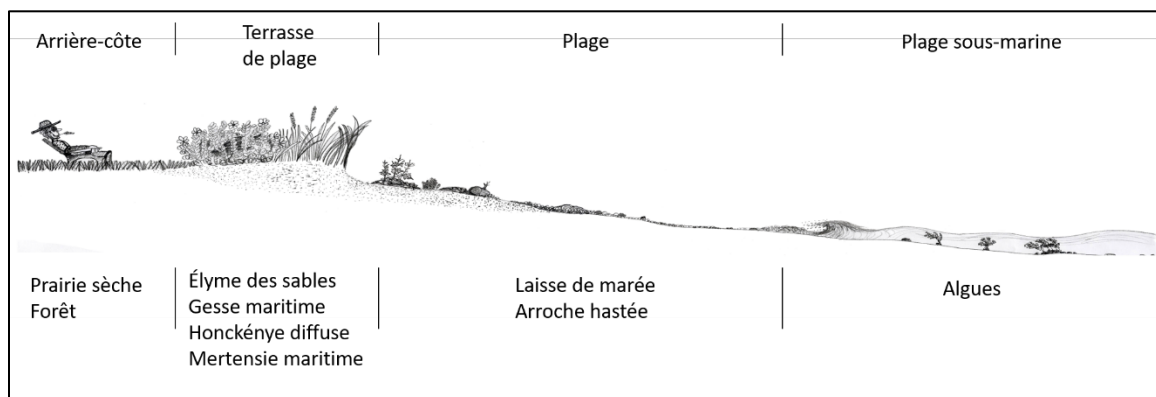 Arrière-côte
Terrasse
de plage
Plage
Plage sous-marine
Prairie sèche
Forêt
Élyme des sables
Gesse maritime
Honckénye diffuse
Mertensie maritime
Laisse de marée
Arroche hastée
Algues